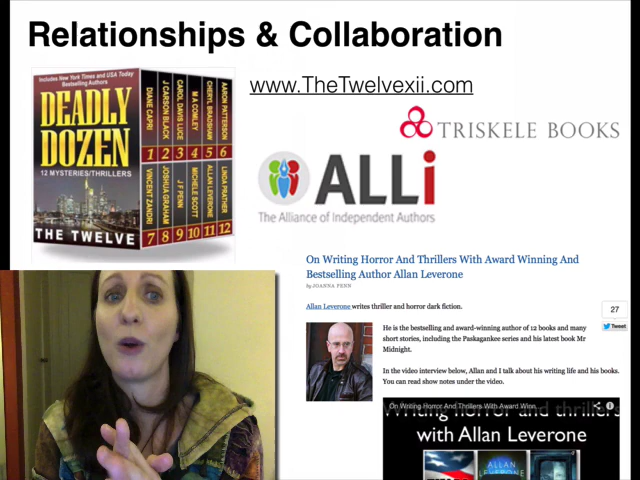 Relationships & Collaboration
www.TheTwelvexii.com
Includes New York Times and USA Today
Bestselling Authors
DEADLY
DOZEN
12 MYSTERIES/THRILLERS
THE TWELVE
DIANE CAPRI
1
J CARSON BLACK
2
CAROL DAVIS LUCE
3
M A COMLEY
4
CHERYL BRADSHAW
5
AARON PATTERSON
6
VINCENT ZANDRI
7
JOSHUA GRAHAM
8
J F PENN
9
MICHELE SCOTT
10
ALLAN LEVERONE
11
LINDA PRATHER
12
TRISKELE BOOKS
ALLi
The Alliance of Independent Authors
On Writing Horror And Thrillers With Award Winning And
Bestselling Author Allan Leverone
by JOANNA PENN
Allan Leverone writes thriller and horror dark fiction.
27
Tweet
He is the bestselling and award-winning author of 12 books and many
short stories, including the Paskagankee series and his latest book Mr
Midnight.
In the video interview below, Allan and I talk about his writing life and his books.
You can read show notes under the video.
On Writing Horror And Thrillers With Award Winn...
Writing horror and thrillers
with Allan Leverone
ALLAN
LEVERONE